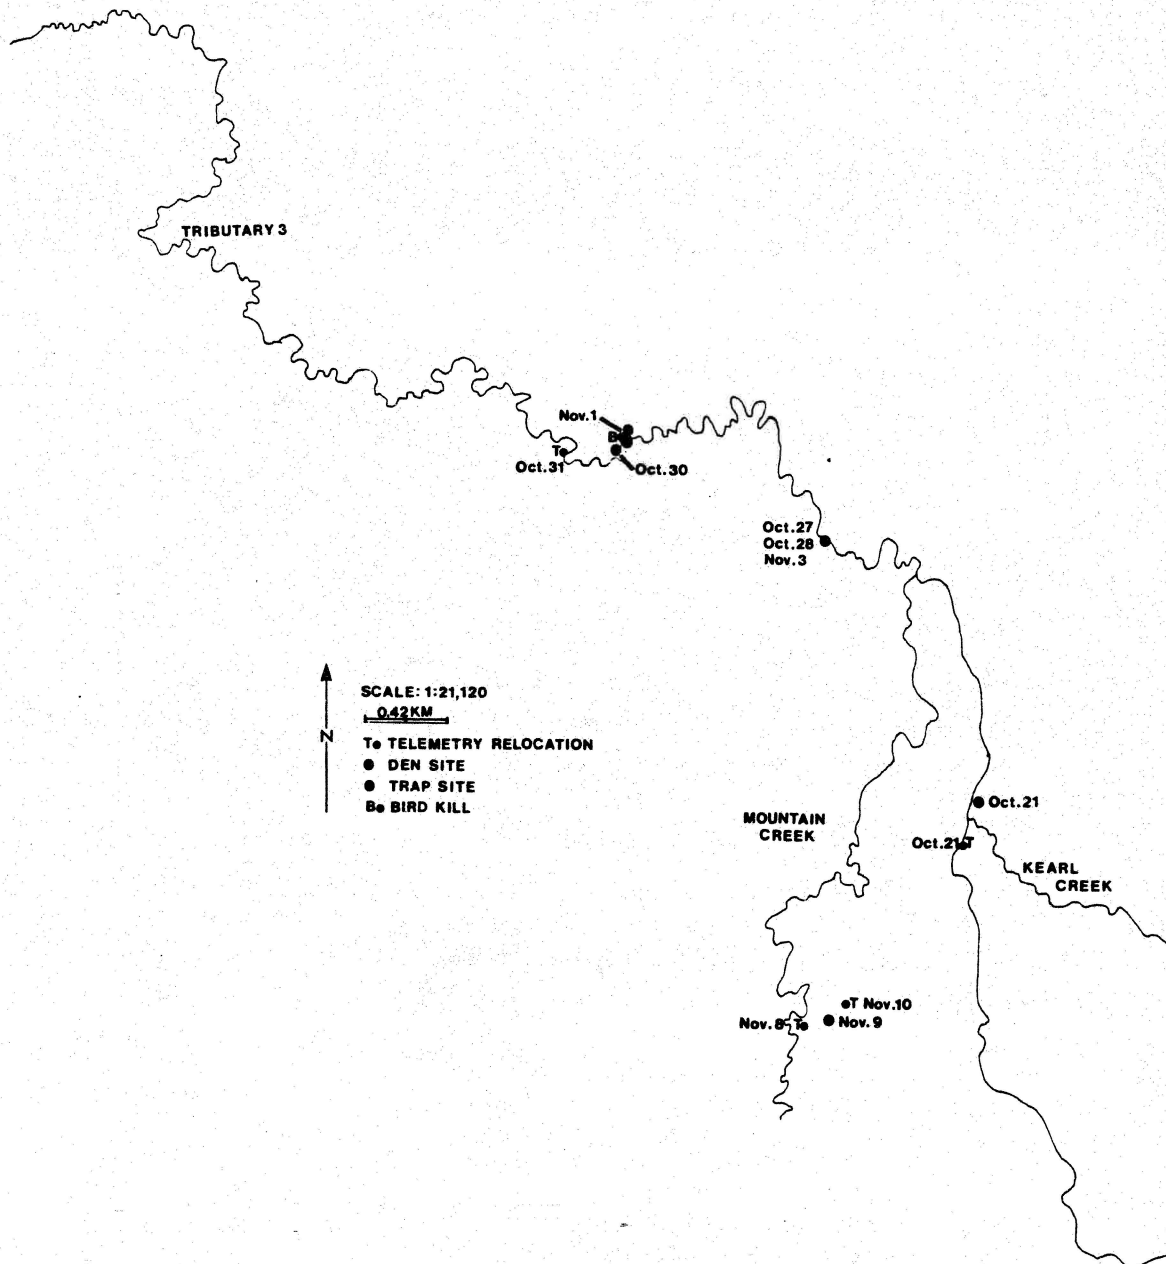 TRIBUTARY 3
Nov.1
B
T
Oct.31
Oct.30
Oct.27
Oct.28
Nov.3
N
SCALE: 1:21,120
0.42KM
T TELEMETRY RELOCATION
DEN SITE
TRAP SITE
B BIRD KILL
Oct.21
MOUNTAIN
CREEK
Oct.21 T
KEARL
CREEK
T Nov.10
Nov.8 T
Nov.9